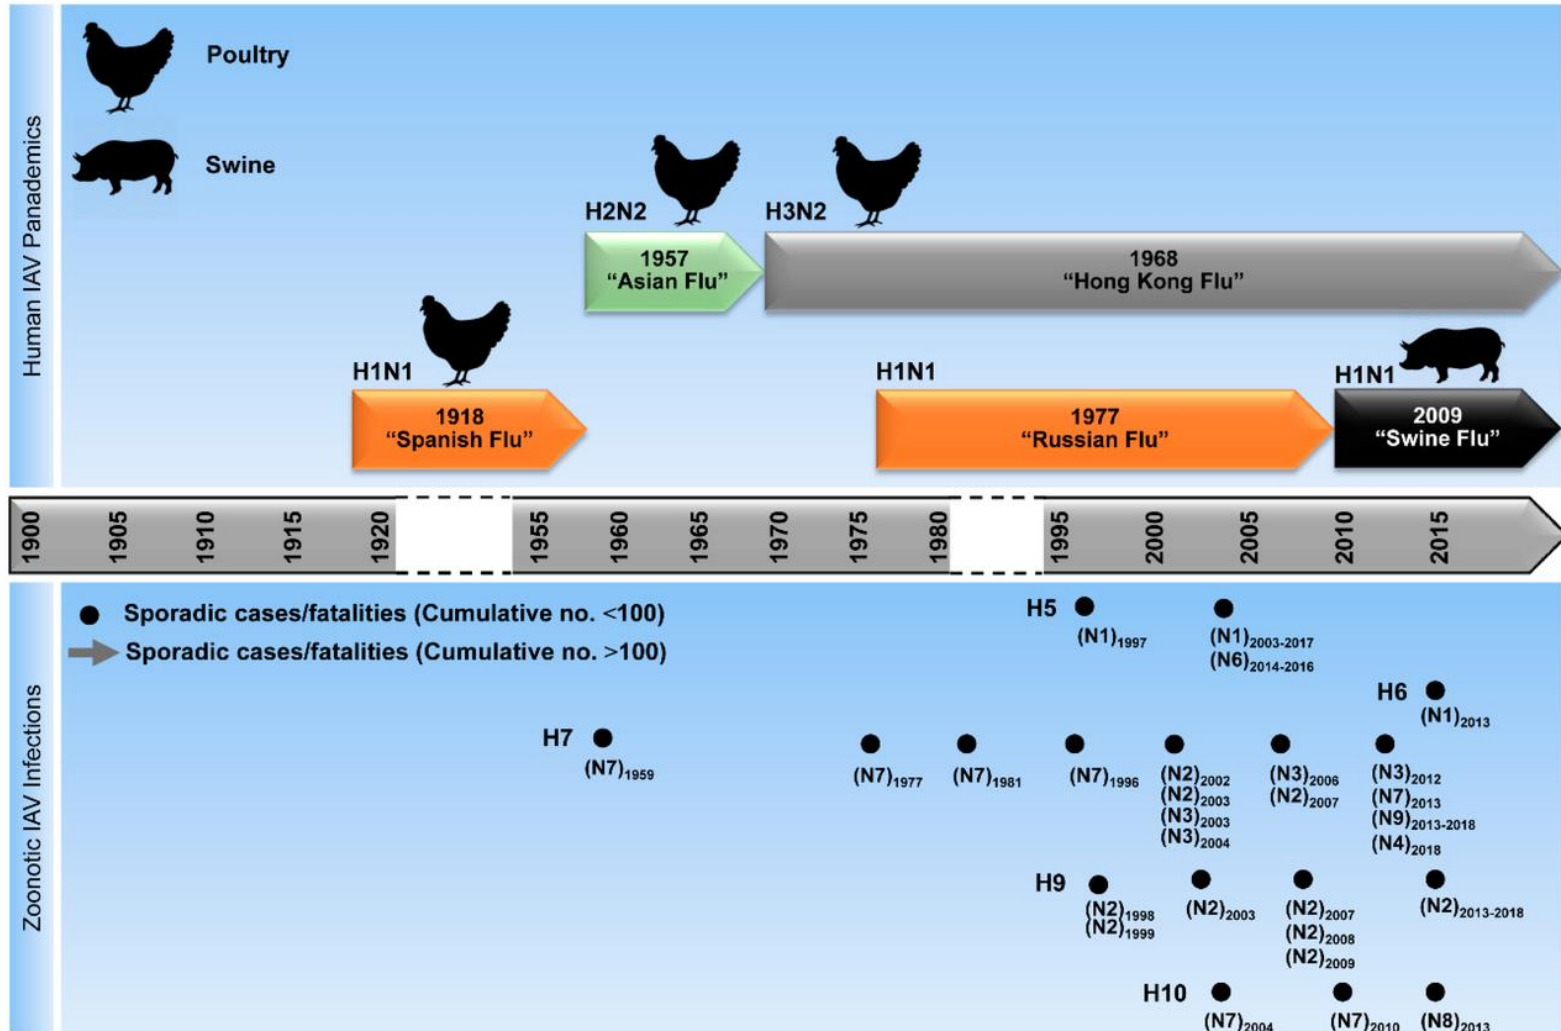 Human IAV Panademics
Poultry
Swine
H2N2
H3N2
1957
“Asian Flu”
1968
“Hong Kong Flu”
H1N1
H1N1
H1N1
1918
“Spanish Flu”
1977
“Russian Flu”
2009
“Swine Flu”
1900 1905 1910 1915 1920 1955 1960 1965 1970 1975 1980 1995 2000 2005 2010 2015
Zoonotic IAV Infections
Sporadic cases/fatalities (Cumulative no. <100)
Sporadic cases/fatalities (Cumulative no. >100)
H5
(N1)1997
(N1)2003-2017
(N6)2014-2016
H6
(N1)2013
H7
(N7)1959
(N7)1977
(N7)1981
(N7)1996
(N2)2002
(N2)2003
(N3)2003
(N3)2004
(N3)2006
(N2)2007
(N3)2012
(N7)2013
(N9)2013-2018
(N4)2018
H9
(N2)1998
(N2)1999
(N2)2003
(N2)2007
(N2)2008
(N2)2009
(N2)2013-2018
H10
(N7)2004
(N7)2010
(N8)2013